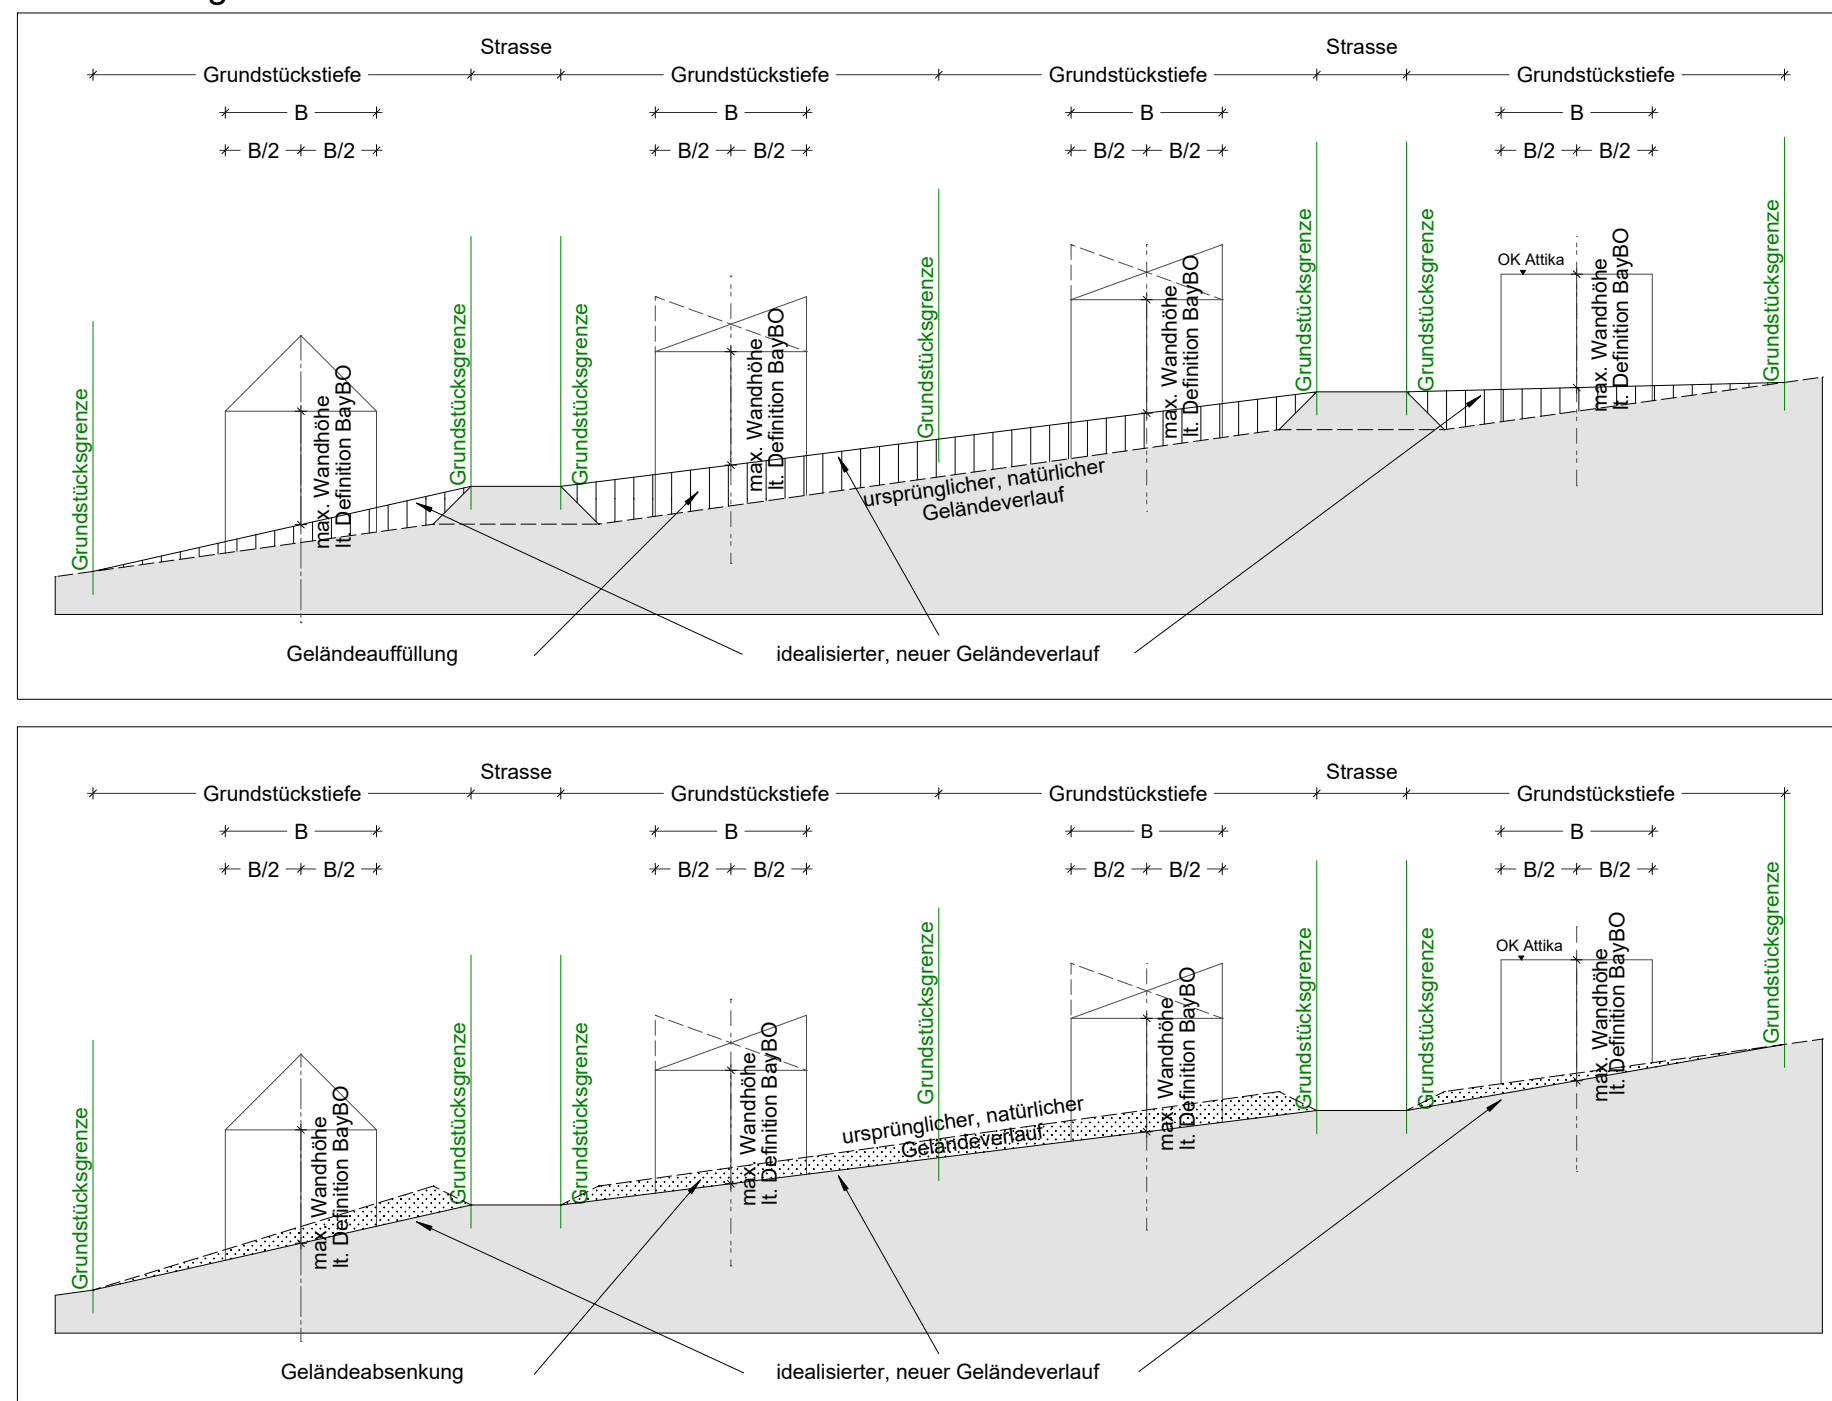 Strasse Strasse
Grundstückstiefe Grundstückstiefe Grundstückstiefe Grundstückstiefe
B B B B
B/2 B/2 B/2 B/2 B/2 B/2 B/2 B/2
Grundstücksgrenze
max. Wandhöhe
lt. Definition BayBO
Grundstücksgrenze
Grundstücksgrenze
max. Wandhöhe
lt. Definition BayBO
Grundstücksgrenze
max. Wandhöhe
lt. Definition BayBO
Grundstücksgrenze
Grundstücksgrenze
OK Attika
max. Wandhöhe
lt. Definition BayBO
Grundstücksgrenze
ursprünglicher, natürlicher
Geländeverlauf
Geländeauffüllung idealisierter, neuer Geländeverlauf
Strasse Strasse
Grundstückstiefe Grundstückstiefe Grundstückstiefe Grundstückstiefe
B B B B
B/2 B/2 B/2 B/2 B/2 B/2 B/2 B/2
Grundstücksgrenze
max. Wandhöhe
lt. Definition BayBO
Grundstücksgrenze
Grundstücksgrenze
max. Wandhöhe
lt. Definition BayBO
Grundstücksgrenze
max. Wandhöhe
lt. Definition BayBO
Grundstücksgrenze
Grundstücksgrenze
OK Attika
max. Wandhöhe
lt. Definition BayBO
Grundstücksgrenze
ursprünglicher, natürlicher
Geländeverlauf
Geländeabsenkung idealisierter, neuer Geländeverlauf